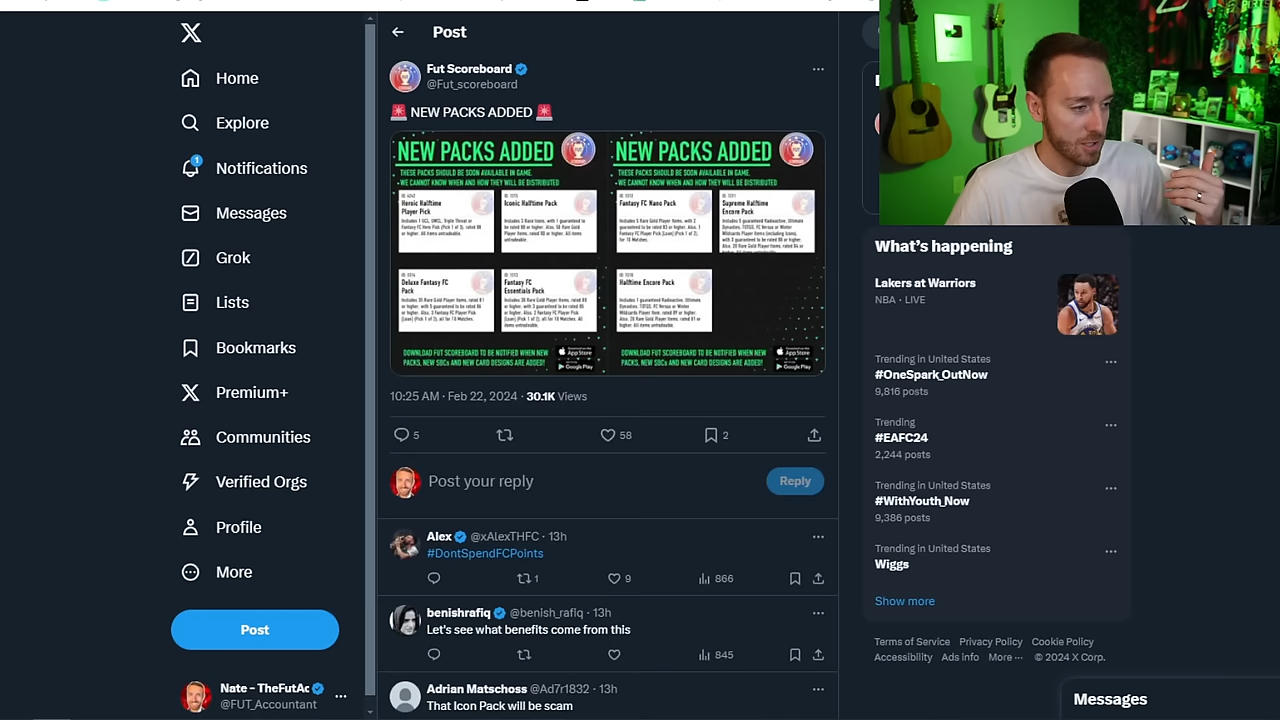 Home
Explore
1
Notifications
Messages
Grok
Lists
Bookmarks
Premium+
Communities
Verified Orgs
Profile
More
Post
Nate - TheFutAc
@FUT_Accountant
Post
Fut Scoreboard
@Fut_scoreboard
🚨 NEW PACKS ADDED 🚨
NEW PACKS ADDED
THESE PACKS SHOULD BE SOON AVAILABLE IN GAME.
WE CANNOT KNOW WHEN AND HOW THEY WILL BE DISTRIBUTED
Heroic Halftime
Player Pick
Iconic Halftime Pack
Deluxe Fantasy FC
Pack
Fantasy FC
Essentials Pack
DOWNLOAD FUT SCOREBOARD TO BE NOTIFIED WHEN NEW
PACKS, NEW SBCs AND NEW CARD DESIGNS ARE ADDED!
App Store
Google Play
NEW PACKS ADDED
THESE PACKS SHOULD BE SOON AVAILABLE IN GAME.
WE CANNOT KNOW WHEN AND HOW THEY WILL BE DISTRIBUTED
Fantasy FC Nano Pack
Supreme Halftime
Encore Pack
Halftime Encore Pack
DOWNLOAD FUT SCOREBOARD TO BE NOTIFIED WHEN NEW
PACKS, NEW SBCs AND NEW CARD DESIGNS ARE ADDED!
App Store
Google Play
10:25 AM · Feb 22, 2024 · 30.1K Views
5
58
2
Post your reply
Reply
Alex @xAlexTHFC · 13h
#DontSpendFCPoints
1
9
866
benishrafiq @benish_rafiq · 13h
Let's see what benefits come from this
845
Adrian Matschoss @Ad7r1832 · 13h
That Icon Pack will be scam
What's happening
Lakers at Warriors
NBA · LIVE
Trending in United States
#OneSpark_OutNow
9,816 posts
Trending
#EAFC24
2,244 posts
Trending in United States
#WithYouth_Now
9,386 posts
Trending in United States
Wiggs
Show more
Terms of Service Privacy Policy Cookie Policy
Accessibility Ads info More ··· © 2024 X Corp.
Messages